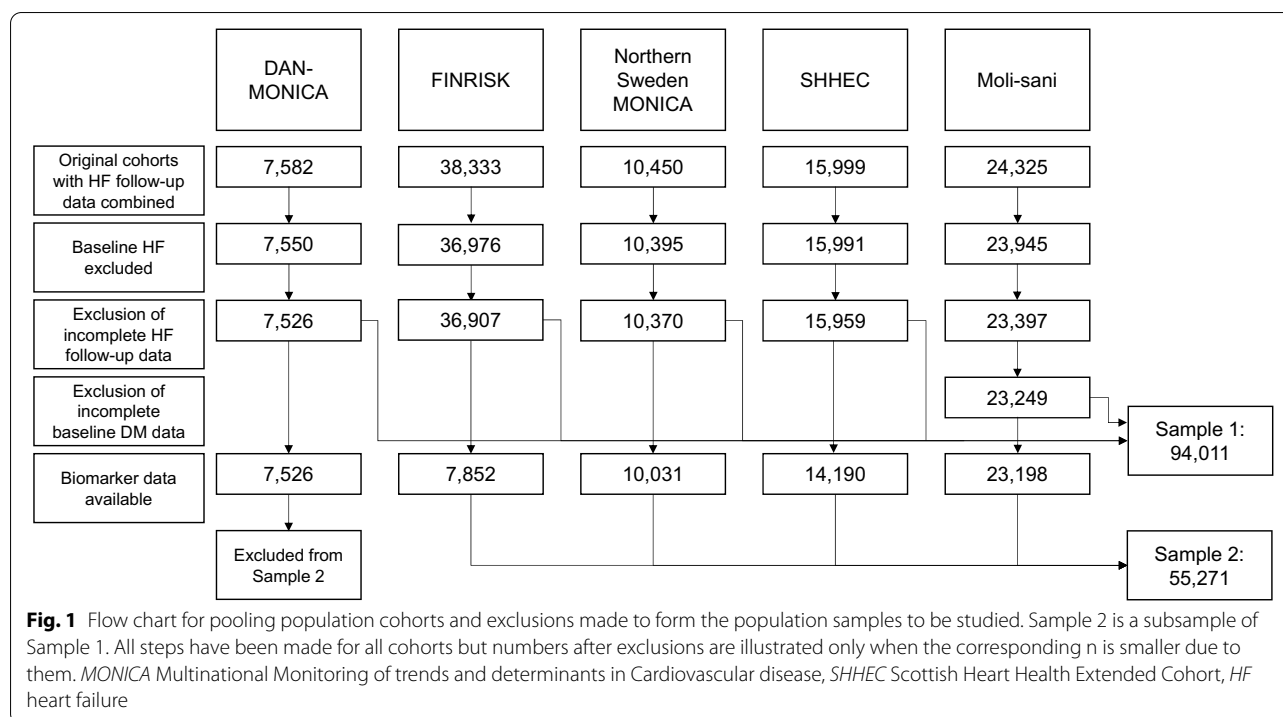 DAN-
MONICA
FINRISK
Northern
Sweden
MONICA
SHHEC
Moli-sani
Original cohorts
with HF follow-up
data combined
7,582
38,333
10,450
15,999
24,325
Baseline HF
excluded
7,550
36,976
10,395
15,991
23,945
Exclusion of
incomplete HF
follow-up data
7,526
36,907
10,370
15,959
23,397
Exclusion of
incomplete
baseline DM data
23,249
Sample 1:
94,011
Biomarker data
available
7,526
7,852
10,031
14,190
23,198
Excluded from
Sample 2
Sample 2:
55,271
Fig. 1 Flow chart for pooling population cohorts and exclusions made to form the population samples to be studied. Sample 2 is a subsample of
Sample 1. All steps have been made for all cohorts but numbers after exclusions are illustrated only when the corresponding n is smaller due to
them. MONICA Multinational Monitoring of trends and determinants in Cardiovascular disease, SHHEC Scottish Heart Health Extended Cohort, HF
heart failure